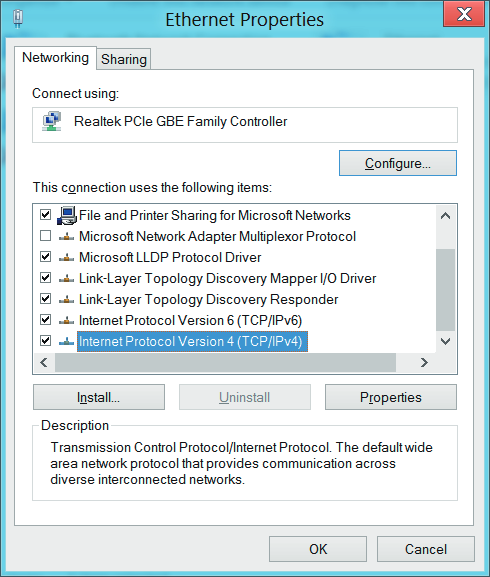 Ethernet Properties
Networking
Sharing
Connect using:
Realtek PCIe GBE Family Controller
Configure...
This connection uses the following items:
File and Printer Sharing for Microsoft Networks
Microsoft Network Adapter Multiplexor Protocol
Microsoft LLDP Protocol Driver
Link-Layer Topology Discovery Mapper I/O Driver
Link-Layer Topology Discovery Responder
Internet Protocol Version 6 (TCP/IPv6)
Internet Protocol Version 4 (TCP/IPv4)
Install...
Uninstall
Properties
Description
Transmission Control Protocol/Internet Protocol. The default wide
area network protocol that provides communication across
diverse interconnected networks.
OK
Cancel